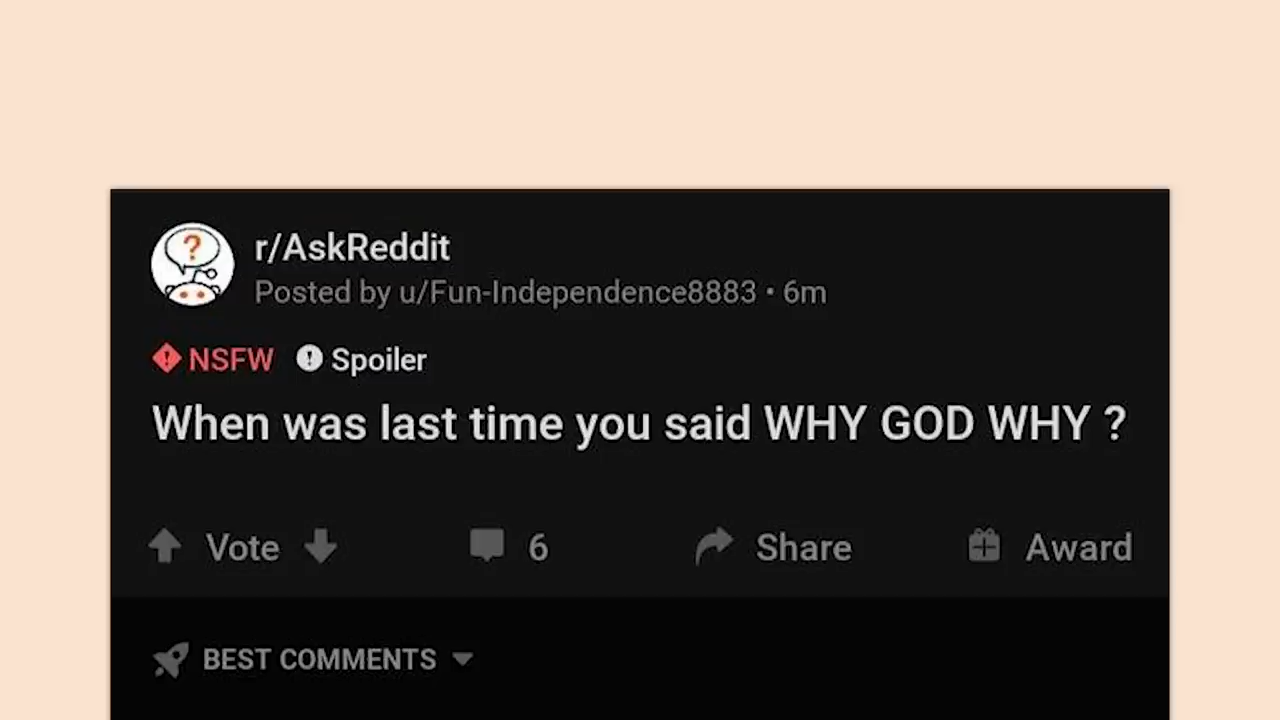 r/AskReddit
Posted by u/Fun-Independence8883 • 6m
NSFW Spoiler
When was last time you said WHY GOD WHY ?
Vote 6 Share Award
BEST COMMENTS